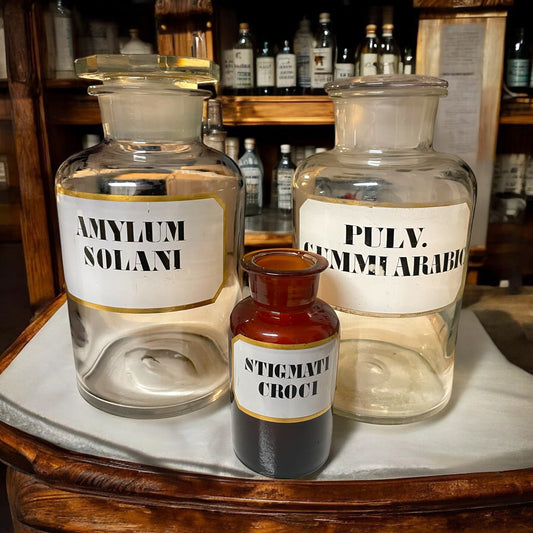 AMYLUM
SOLANI
PULV.
GUMMI ARABIC
STIGMATI
CROCI